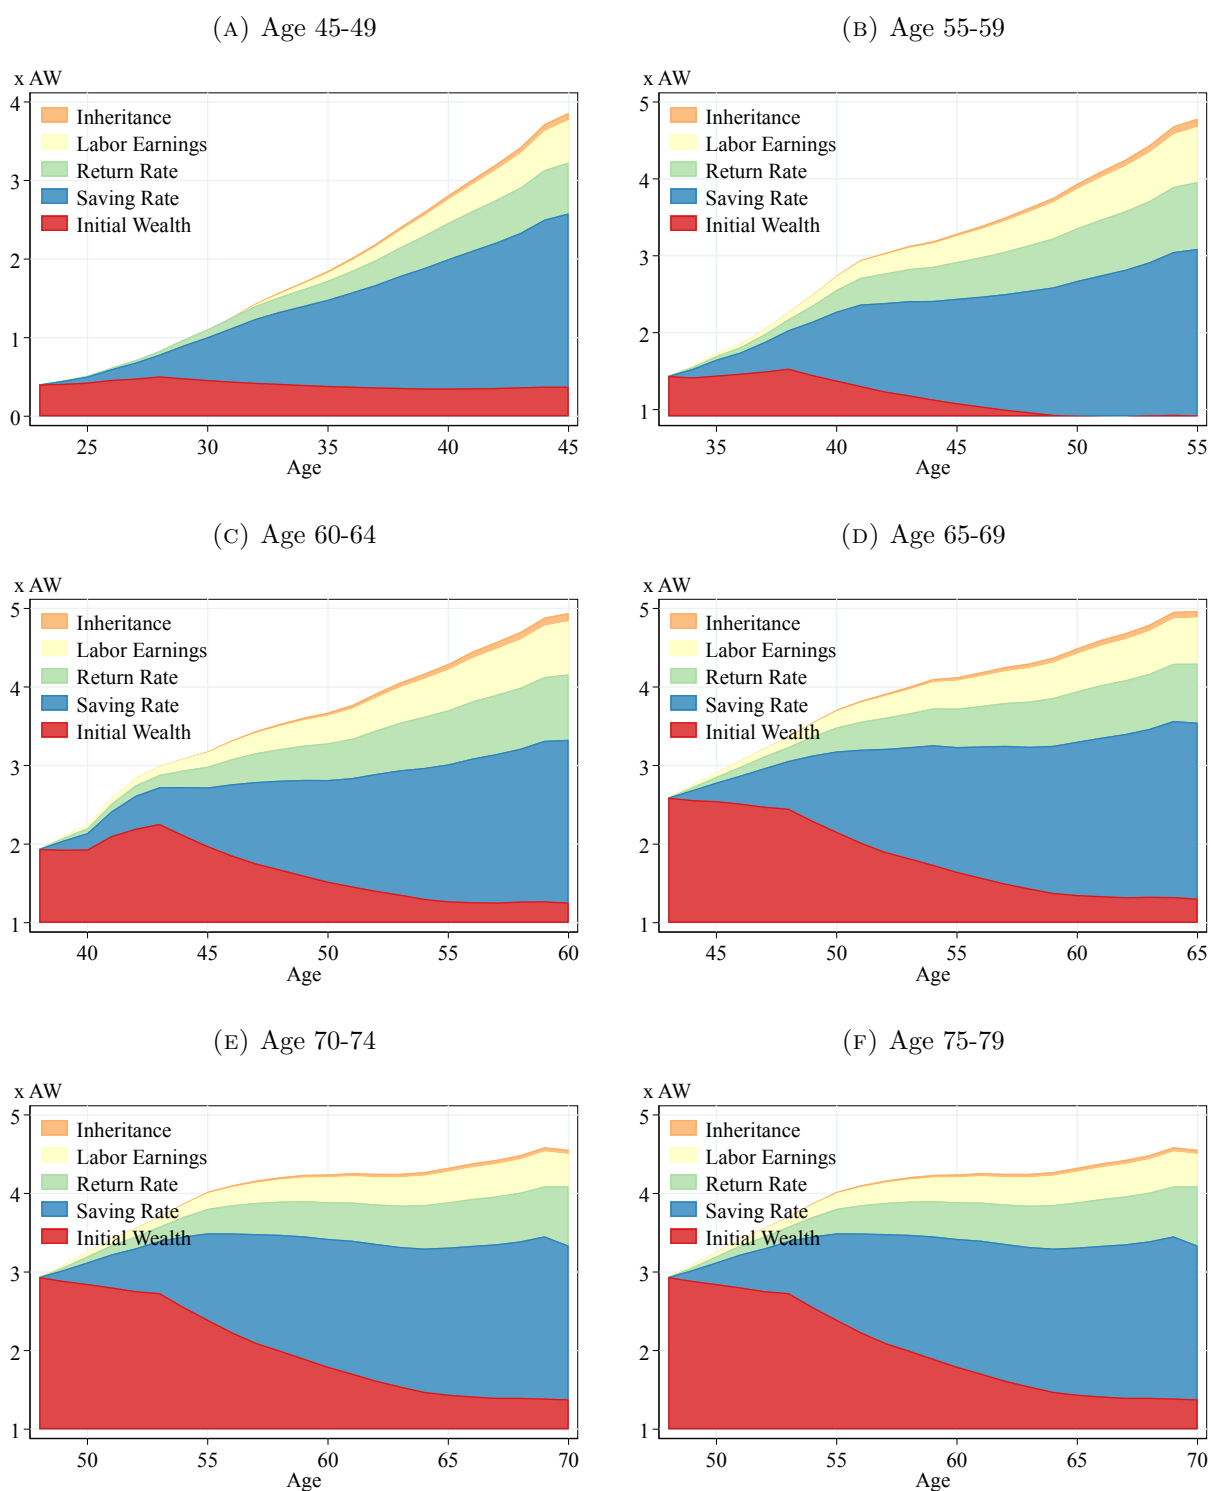 (A) Age 45-49
x AW
4
3
2
1
0
Inheritance
Labor Earnings
Return Rate
Saving Rate
Initial Wealth
25 30 35 40 45
Age
(B) Age 55-59
x AW
5
4
3
2
1
Inheritance
Labor Earnings
Return Rate
Saving Rate
Initial Wealth
35 40 45 50 55
Age
(C) Age 60-64
x AW
5
4
3
2
1
Inheritance
Labor Earnings
Return Rate
Saving Rate
Initial Wealth
40 45 50 55 60
Age
(D) Age 65-69
x AW
5
4
3
2
1
Inheritance
Labor Earnings
Return Rate
Saving Rate
Initial Wealth
45 50 55 60 65
Age
(E) Age 70-74
x AW
5
4
3
2
1
Inheritance
Labor Earnings
Return Rate
Saving Rate
Initial Wealth
50 55 60 65 70
Age
(F) Age 75-79
x AW
5
4
3
2
1
Inheritance
Labor Earnings
Return Rate
Saving Rate
Initial Wealth
50 55 60 65 70
Age